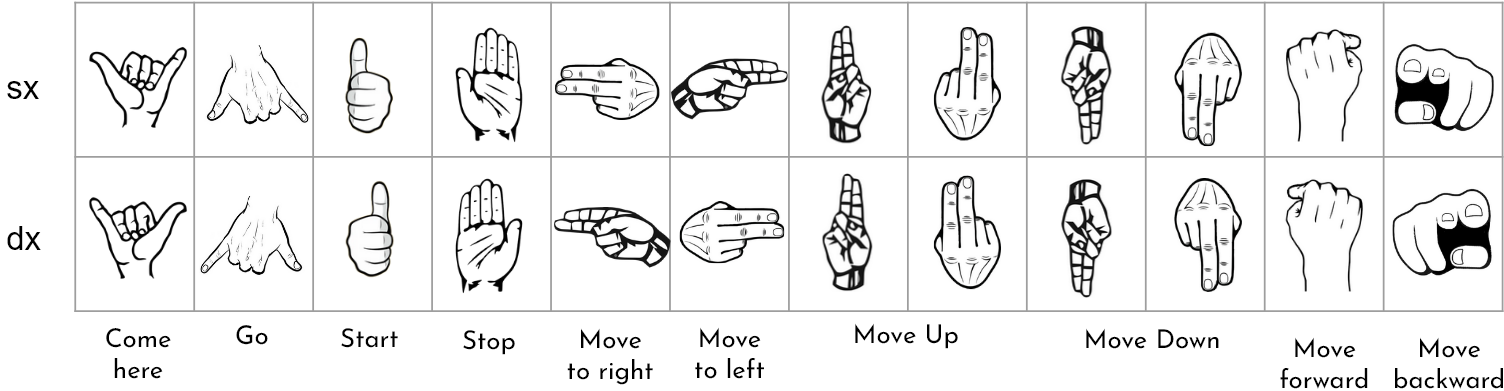 sx
dx
Come
here
Go
Start
Stop
Move
to right
Move
to left
Move Up
Move Down
Move
forward
Move
backward